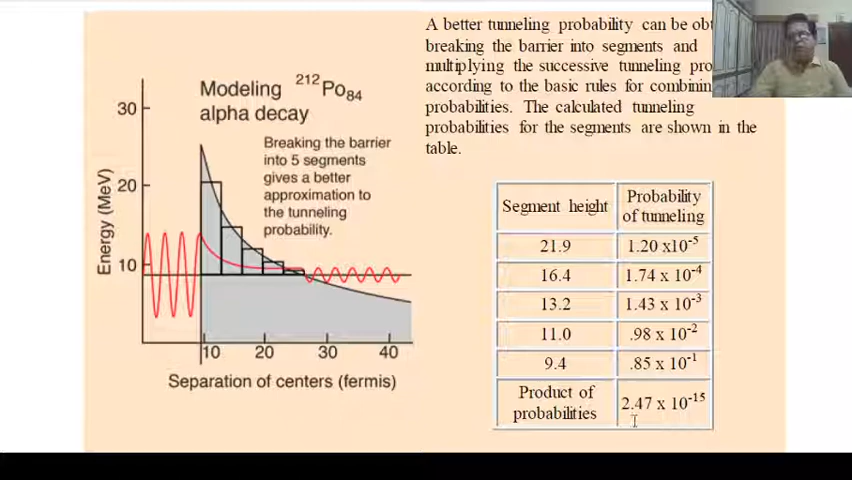 A better tunneling probability can be
breaking the barrier into segments and
multiplying the successive tunneling
according to the basic rules for
probabilities. The calculated tunneling
probabilities for the segments are shown in the
table.
Modeling ²¹²Po₈₄
alpha decay
Breaking the barrier
into 5 segments
gives a better
approximation to
the tunneling
probability.
Energy (MeV)
30
20
10
10 20 30 40
Separation of centers (fermis)
Segment height Probability of tunneling
21.9 1.20 x10⁻⁵
16.4 1.74 x 10⁻⁴
13.2 1.43 x 10⁻³
11.0 .98 x 10⁻²
9.4 .85 x 10⁻¹
Product of probabilities 2.47 x 10⁻¹⁵